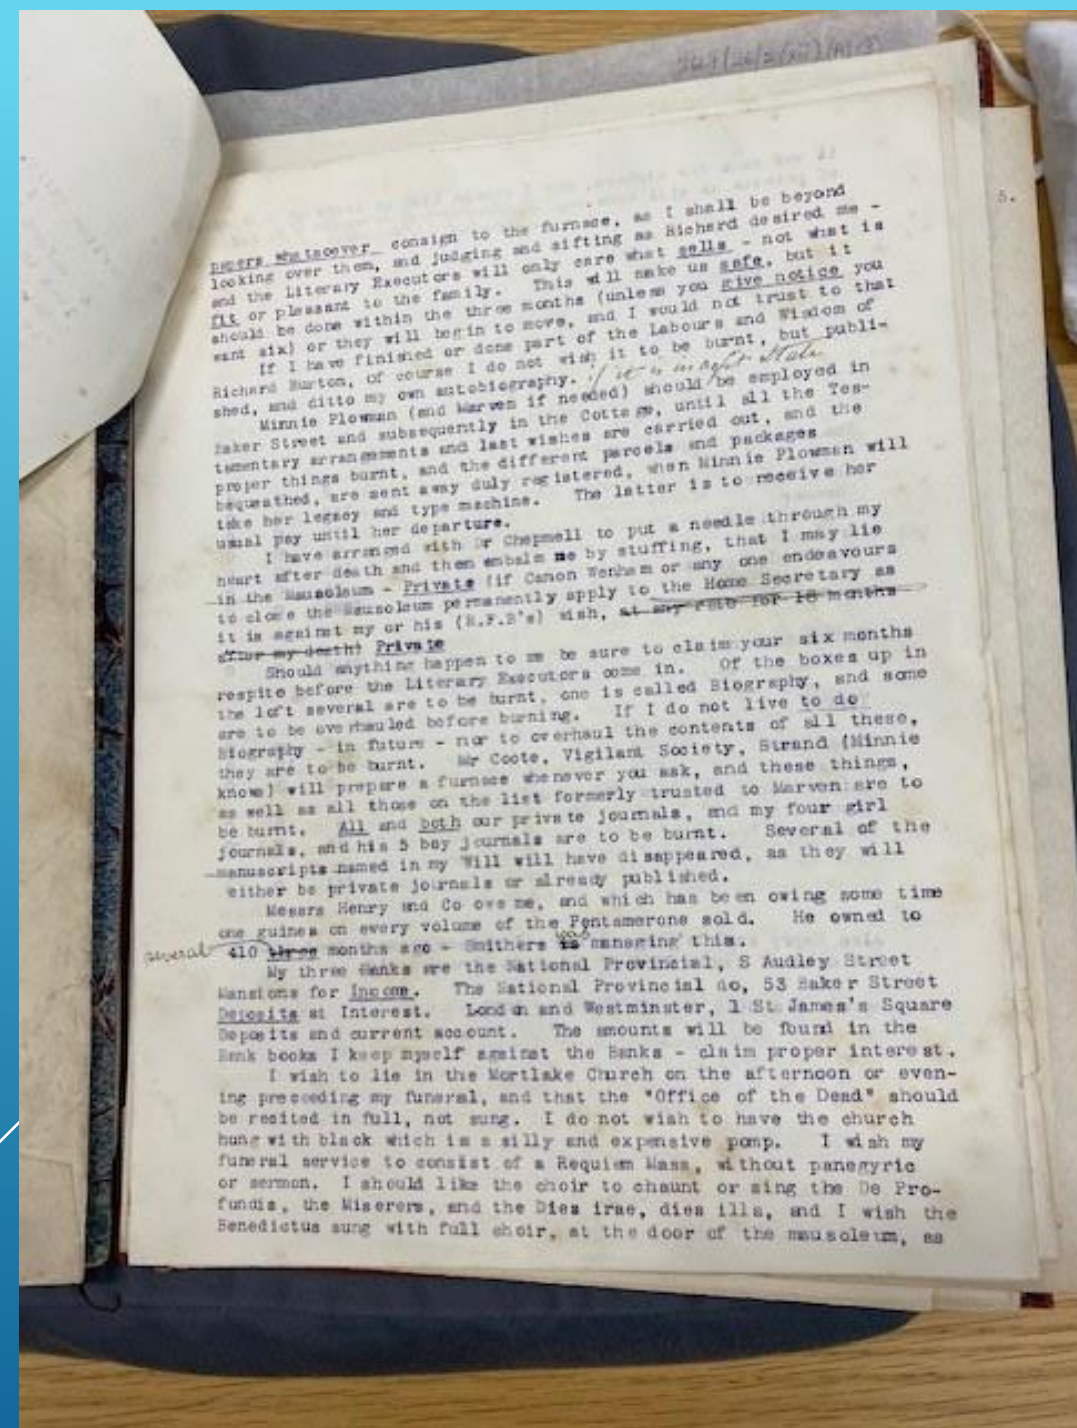 5.
papers whatsoever consign to the furnace, as I shall be beyond
looking over them, and judging and sifting as Richard desired me -
and the Literary Executors will only care what sells - not what is
fit or pleasant to the family. This will make us safe, but it
should be done within the three months (unless you give notice you
want six) or they will begin to move, and I would not trust to that
If I have finished or done part of the Labours and Wisdom of
Richard Burton, of course I do not wish it to be burnt, but publi-
shed, and ditto my own autobiography. if it is in a fit state
Minnie Plowman (and Marven if needed) should be employed in
Baker Street and subsequently in the Cottage, until all the Tes-
tamentary arrangements and last wishes are carried out, and the
proper things burnt, and the different parcels and packages
bequeathed, are sent away duly registered, when Minnie Plowman will
take her legacy and type machine. The latter is to receive her
usual pay until her departure.
I have arranged with Dr Chepmell to put a needle through my
heart after death and then embalm me by stuffing, that I may lie
in the Mausoleum - Private (if Canon Wenham or any one endeavours
to close the Mausoleum permanently apply to the Home Secretary as
it is against my or his (R.F.B's) wish, at any rate for 18 months
after my death) Private
Should anything happen to me be sure to claim your six months
respite before the Literary Executors come in. Of the boxes up in
the loft several are to be burnt, one is called Biography, and some
are to be overhauled before burning. If I do not live to do
Biography - in future - nor to overhaul the contents of all these,
they are to be burnt. Mr Coote, Vigilant Society, Strand (Minnie
knows) will prepare a furnace whenever you ask, and these things,
as well as all those on the list formerly trusted to Marven are to
be burnt. All and both our private journals, and my four girl
journals, and his 5 boy journals are to be burnt. Several of the
manuscripts named in my Will will have disappeared, as they will
either be private journals or already published.
Messrs Henry and Co owe me, and which has been owing some time
one guinea on every volume of the Pentamerone sold. He owned to
several 410 three months ago - Smithers is was managing this.
My three Banks are the National Provincial, S Audley Street
Mansions for income. The National Provincial do, 53 Baker Street
Deposits at Interest. London and Westminster, 1 St James's Square
Deposits and current account. The amounts will be found in the
Bank books I keep myself against the Banks - claim proper interest.
I wish to lie in the Mortlake Church on the afternoon or even-
ing preceeding my funeral, and that the "Office of the Dead" should
be recited in full, not sung. I do not wish to have the church
hung with black which is a silly and expensive pomp. I wish my
funeral service to consist of a Requiem Mass, without panegyric
or sermon. I should like the choir to chaunt or sing the De Pro-
fundis, the Miserere, and the Dies irae, dies illa, and I wish the
Benedictus sung with full choir, at the door of the mausoleum, as